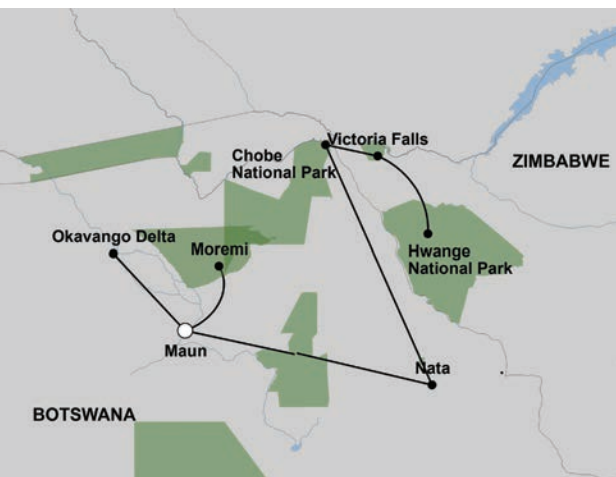 Victoria Falls
Chobe
National Park
ZIMBABWE
Okavango Delta
Moremi
Hwange
National Park
Maun
Nata
BOTSWANA